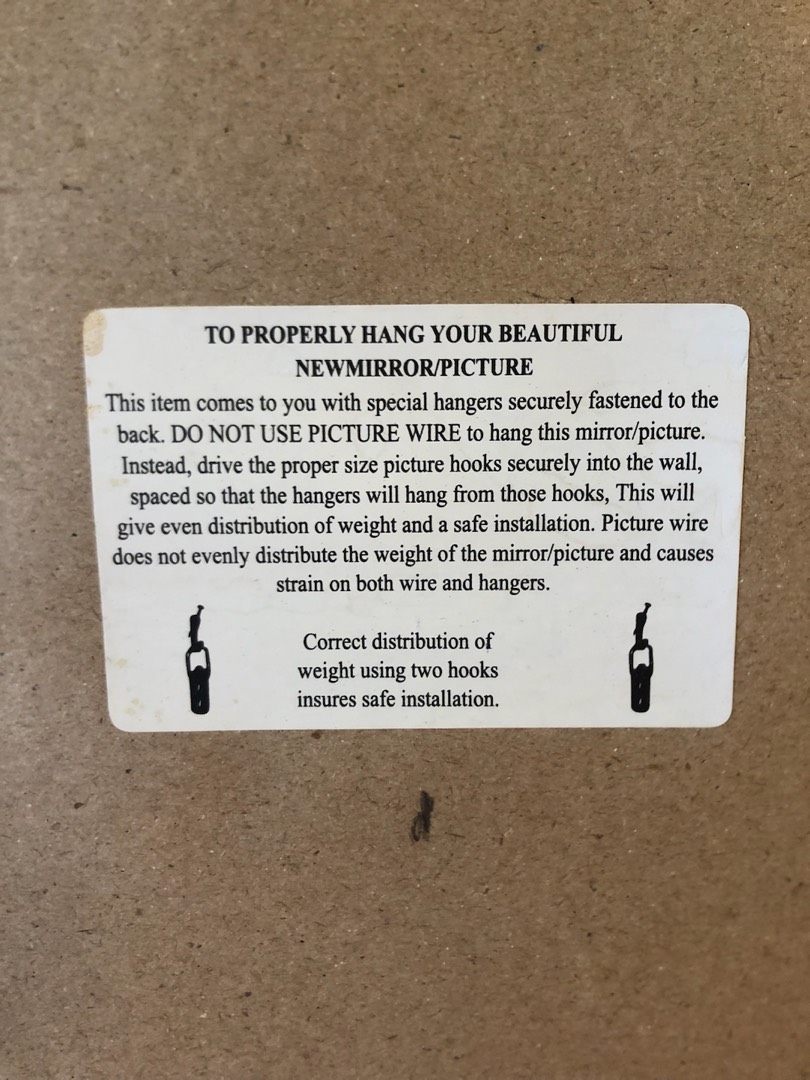 TO PROPERLY HANG YOUR BEAUTIFUL
NEWMIRROR/PICTURE
This item comes to you with special hangers securely fastened to the
back. DO NOT USE PICTURE WIRE to hang this mirror/picture.
Instead, drive the proper size picture hooks securely into the wall,
spaced so that the hangers will hang from those hooks, This will
give even distribution of weight and a safe installation. Picture wire
does not evenly distribute the weight of the mirror/picture and causes
strain on both wire and hangers.
Correct distribution of
weight using two hooks
insures safe installation.